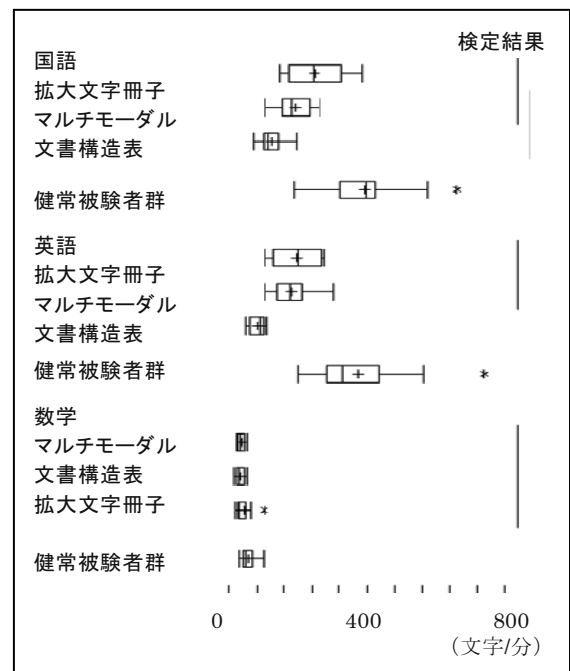 検定結果
国語
拡大文字冊子
マルチモーダル
文書構造表
健常被験者群
英語
拡大文字冊子
マルチモーダル
文書構造表
健常被験者群
数学
マルチモーダル
文書構造表
拡大文字冊子
健常被験者群
0 400 800
(文字/分)